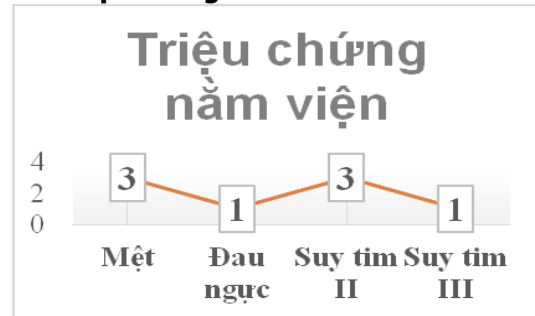 Triệu chứng
nằm viện
4
2
0
3
1
3
1
Mệt
Đau
ngực
Suy tim
II
Suy tim
III